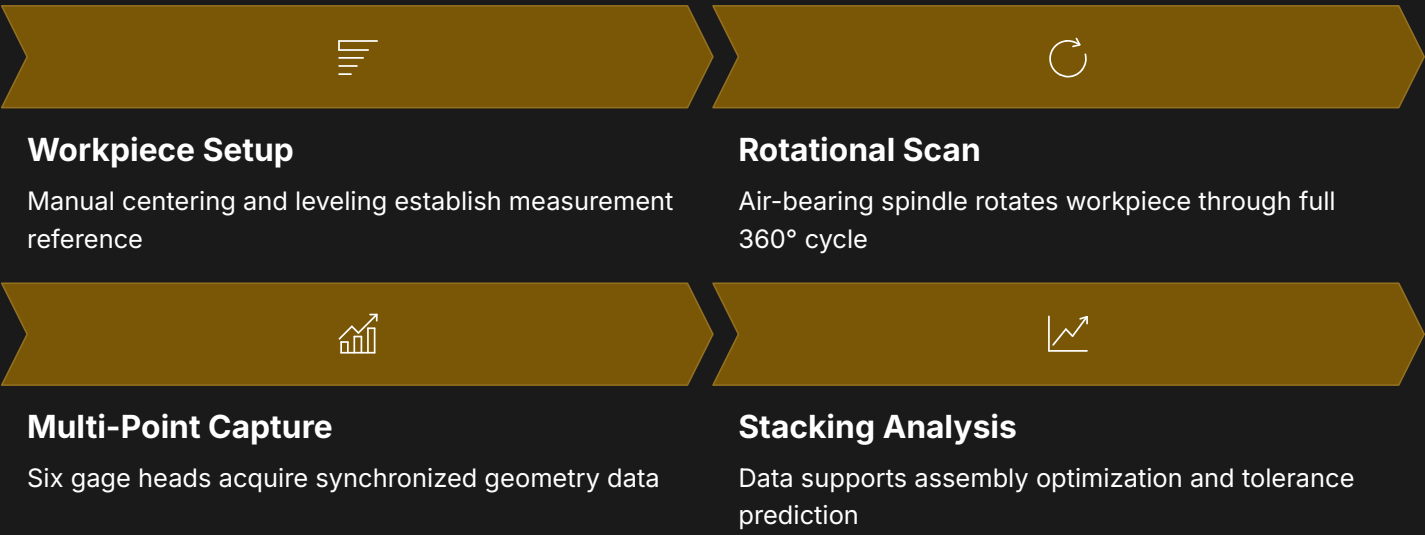 Workpiece Setup
Manual centering and leveling establish measurement
reference
Rotational Scan
Air-bearing spindle rotates workpiece through full
360° cycle
Multi-Point Capture
Six gage heads acquire synchronized geometry data
Stacking Analysis
Data supports assembly optimization and tolerance
prediction